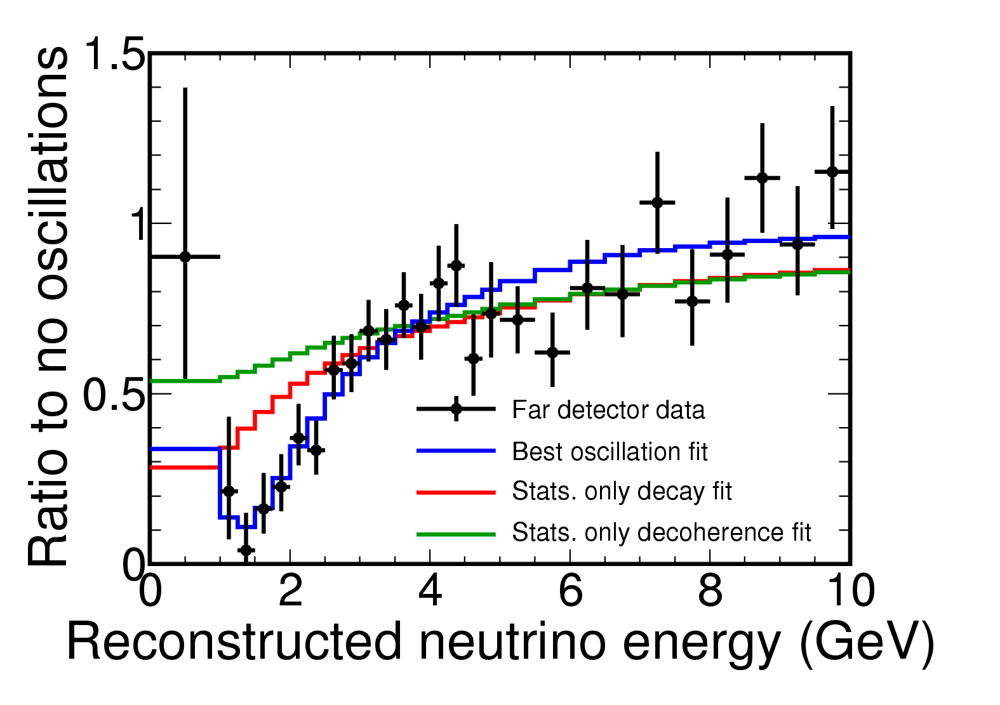 Ratio to no oscillations
1.5
1
0.5
0
Far detector data
Best oscillation fit
Stats. only decay fit
Stats. only decoherence fit
0 2 4 6 8 10
Reconstructed neutrino energy (GeV)